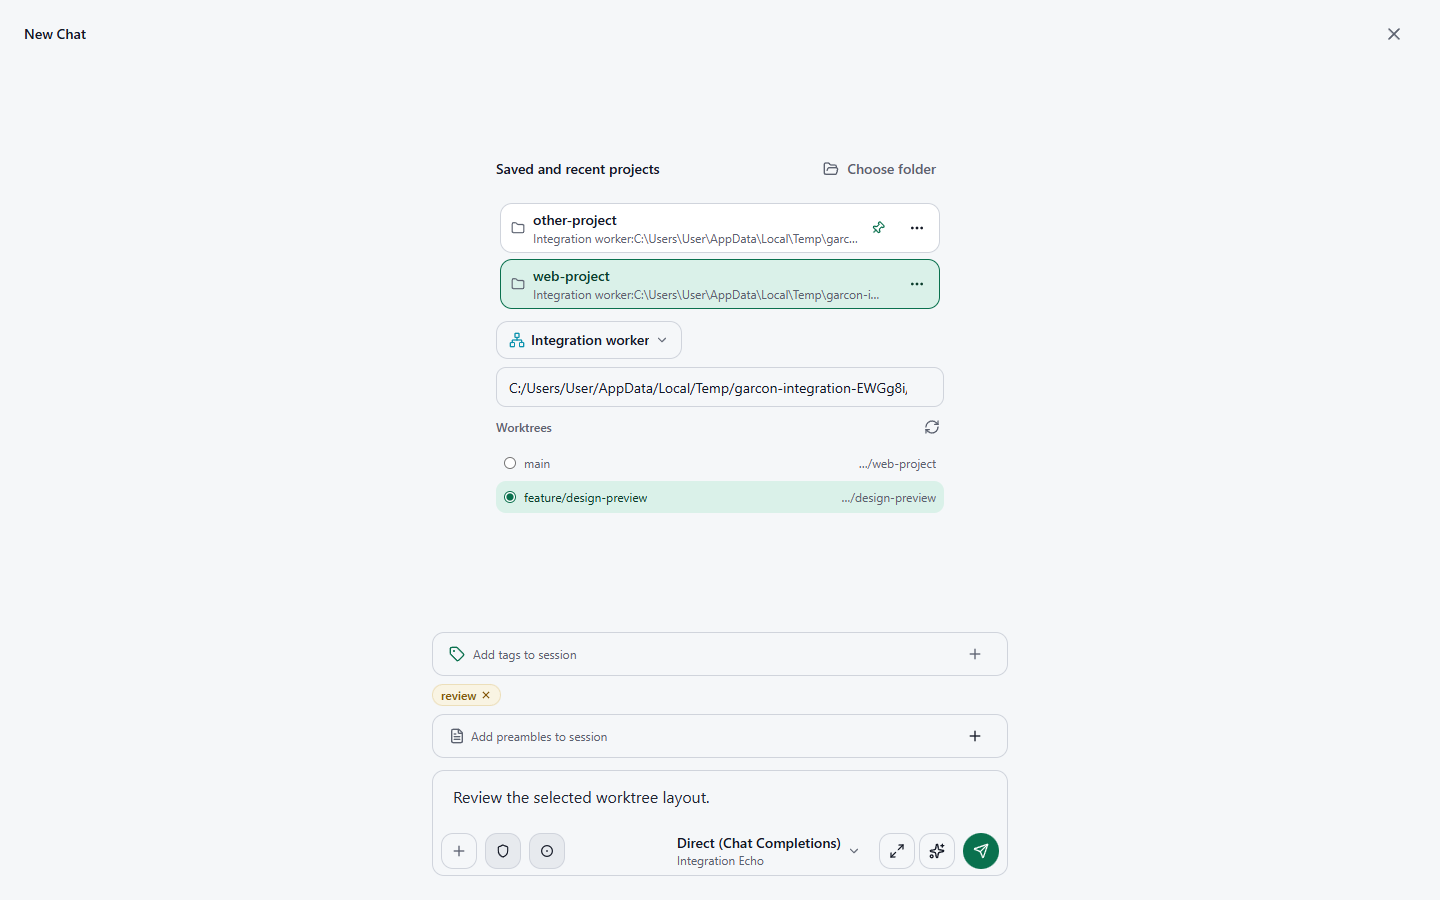 New Chat
Saved and recent projects
Choose folder
other-project
Integration worker:C:\Users\User\AppData\Local\Temp\garc...
web-project
Integration worker:C:\Users\User\AppData\Local\Temp\garcon-i...
Integration worker
C:/Users/User/AppData/Local/Temp/garcon-integration-EWGg8i/
Worktrees
main
.../web-project
feature/design-preview
.../design-preview
Add tags to session
review
Add preambles to session
Review the selected worktree layout.
Direct (Chat Completions)
Integration Echo